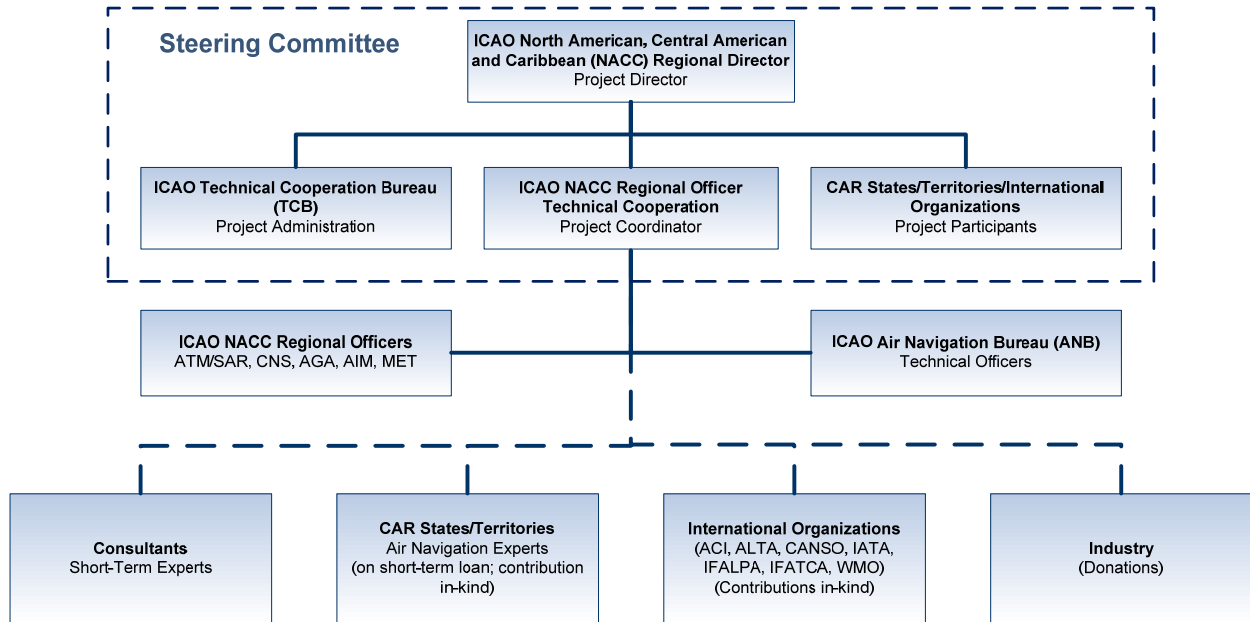 Steering Committee
ICAO North American, Central American
and Caribbean (NACC) Regional Director
Project Director
ICAO Technical Cooperation Bureau
(TCB)
Project Administration
ICAO NACC Regional Officer
Technical Cooperation
Project Coordinator
CAR States/Territories/International
Organizations
Project Participants
ICAO NACC Regional Officers
ATM/SAR, CNS, AGA, AIM, MET
ICAO Air Navigation Bureau (ANB)
Technical Officers
Consultants
Short-Term Experts
CAR States/Territories
Air Navigation Experts
(on short-term loan; contribution
in-kind)
International Organizations
(ACI, ALTA, CANSO, IATA,
IFALPA, IFATCA, WMO)
(Contributions in-kind)
Industry
(Donations)